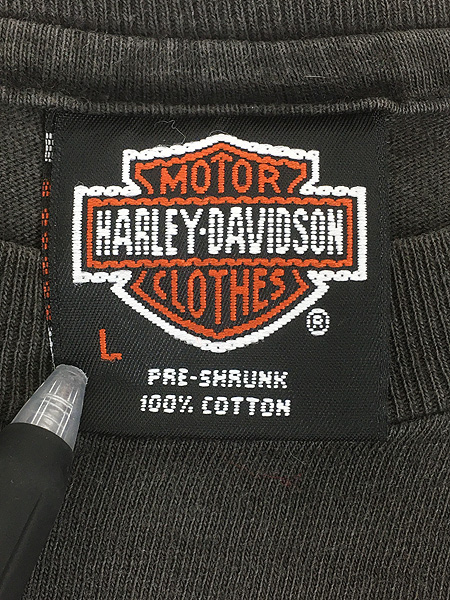 MOTOR
HARLEY-DAVIDSON
CLOTHES
®
L
PRE-SHRUNK
100% COTTON